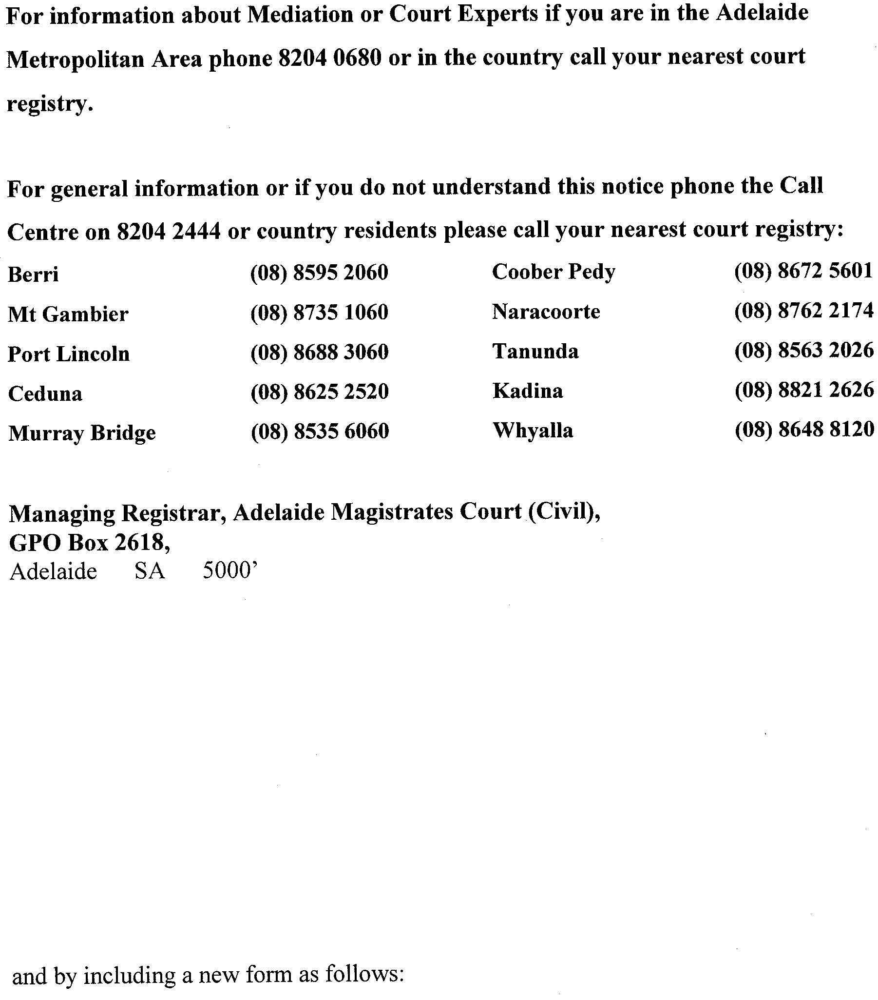 For information about Mediation or Court Experts if you are in the Adelaide
Metropolitan Area phone 8204 0680 or in the country call your nearest court
registry.
For general information or if you do not understand this notice phone the Call
Centre on 8204 2444 or country residents please call your nearest court registry:
Berri (08) 8595 2060 Coober Pedy (08) 8672 5601
Mt Gambier (08) 8735 1060 Naracoorte (08) 8762 2174
Port Lincoln (08) 8688 3060 Tanunda (08) 8563 2026
Ceduna (08) 8625 2520 Kadina (08) 8821 2626
Murray Bridge (08) 8535 6060 Whyalla (08) 8648 8120
Managing Registrar, Adelaide Magistrates Court (Civil),
GPO Box 2618,
Adelaide SA 5000’
and by including a new form as follows: